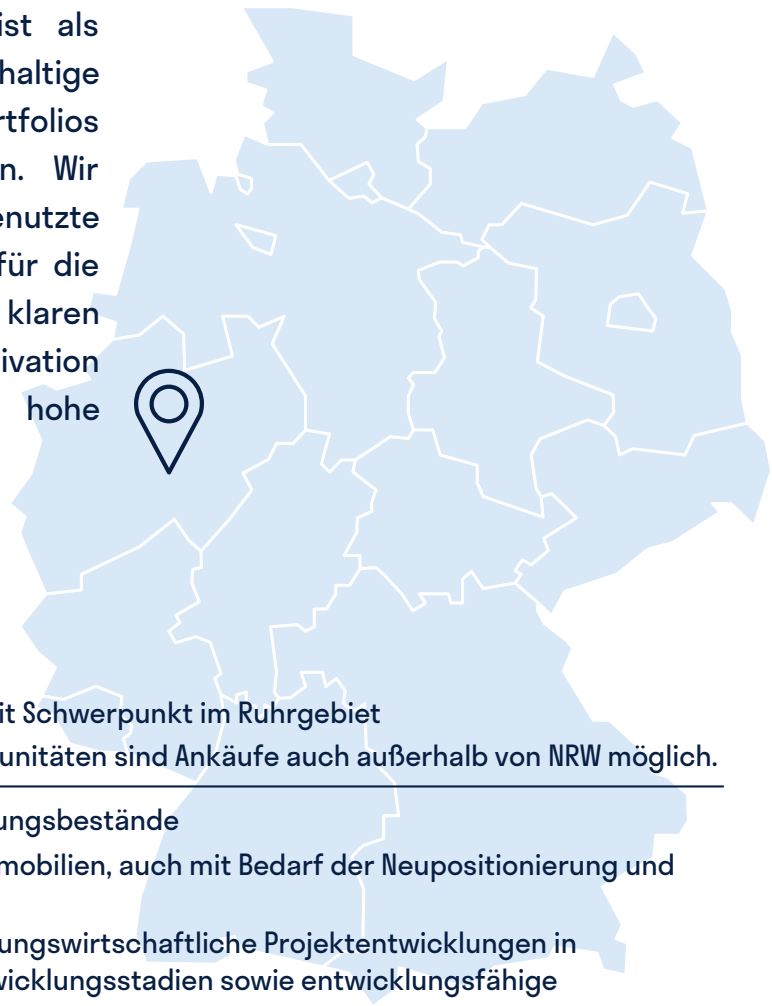 ist als
haltige
rtfolios
n. Wir
enutzte
für die
klaren
ivation
hohe
it Schwerpunkt im Ruhrgebiet
unitäten sind Ankäufe auch außerhalb von NRW möglich.
ungsbestände
mobilien, auch mit Bedarf der Neupositionierung und
ungswirtschaftliche Projektentwicklungen in
wicklungsstadien sowie entwicklungsfähige